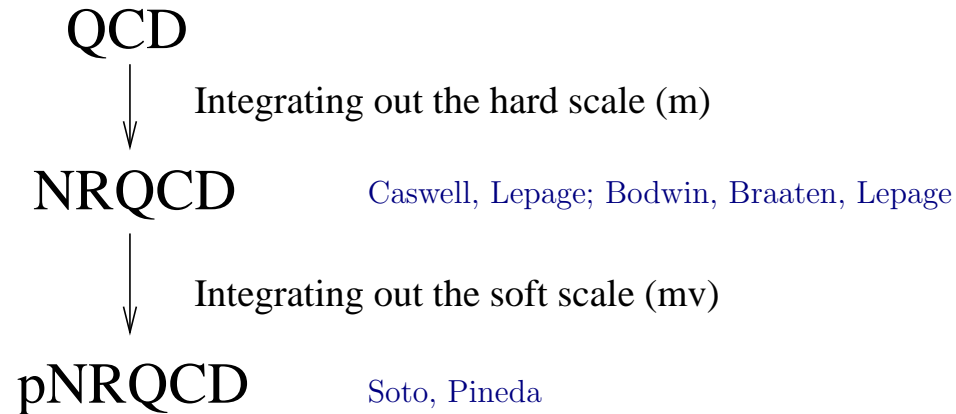 QCD
Integrating out the hard scale (m)
NRQCD
Caswell, Lepage; Bodwin, Braaten, Lepage
Integrating out the soft scale (mv)
pNRQCD
Soto, Pineda